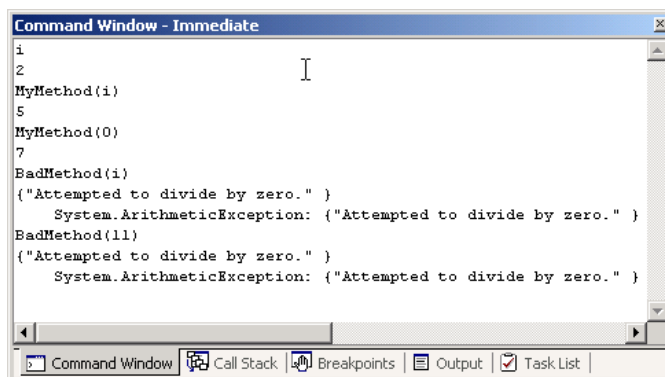 Command Window - Immediate
i
2
MyMethod(i)
5
MyMethod(0)
7
BadMethod(i)
{"Attempted to divide by zero." }
    System.ArithmeticException: {"Attempted to divide by zero." }
BadMethod(11)
{"Attempted to divide by zero." }
    System.ArithmeticException: {"Attempted to divide by zero." }
Command Window Call Stack Breakpoints Output Task List